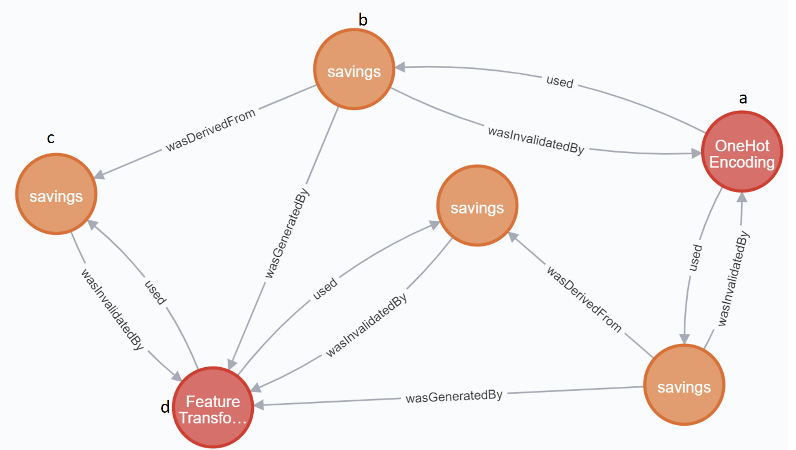 b
savings
used
a
wasDerivedFrom
wasInvalidatedBy
c
OneHot
Encoding
savings
savings
wasGeneratedBy
used
wasInvalidatedBy
used
wasInvalidatedBy
used
wasInvalidatedBy
wasDerivedFrom
savings
wasGeneratedBy
d
Feature
Transfo...